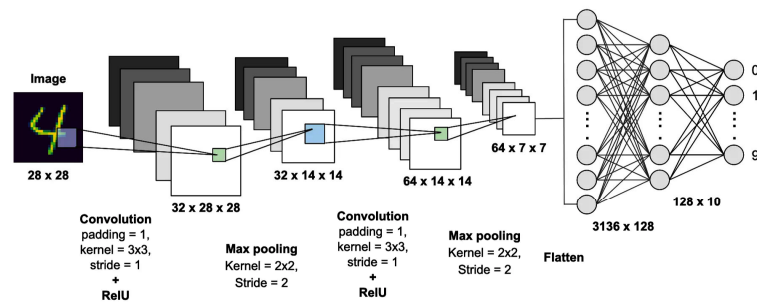 Image
28 x 28
32 x 28 x 28
32 x 14 x 14
64 x 14 x 14
64 x 7 x 7
3136 x 128
128 x 10
0
1
9
Convolution
padding = 1,
kernel = 3x3,
stride = 1
+
RelU
Max pooling
Kernel = 2x2,
Stride = 2
Convolution
padding = 1,
kernel = 3x3,
stride = 1
+
RelU
Max pooling
Kernel = 2x2,
Stride = 2
Flatten